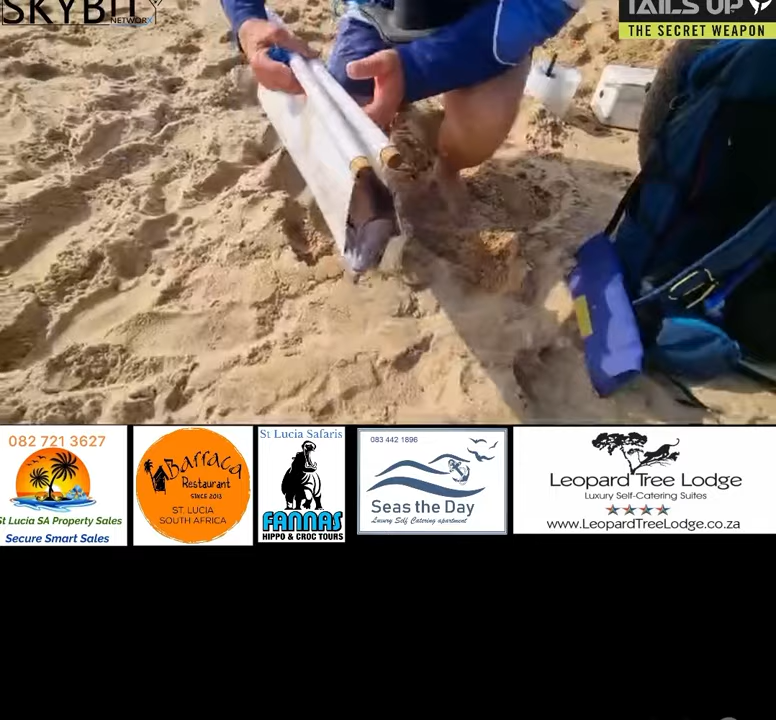 SKYBIT
NETWORX
TAILS UP
THE SECRET WEAPON
082 721 3627
St Lucia SA Property Sales
Secure Smart Sales
Barraca
Restaurant
SINCE 2013
ST. LUCIA
SOUTH AFRICA
St Lucia Safaris
FANNAS
HIPPO & CROC TOURS
083 442 1896
Seas the Day
Luxury Self Catering apartment
Leopard Tree Lodge
Luxury Self-Catering Suites
www.LeopardTreeLodge.co.za